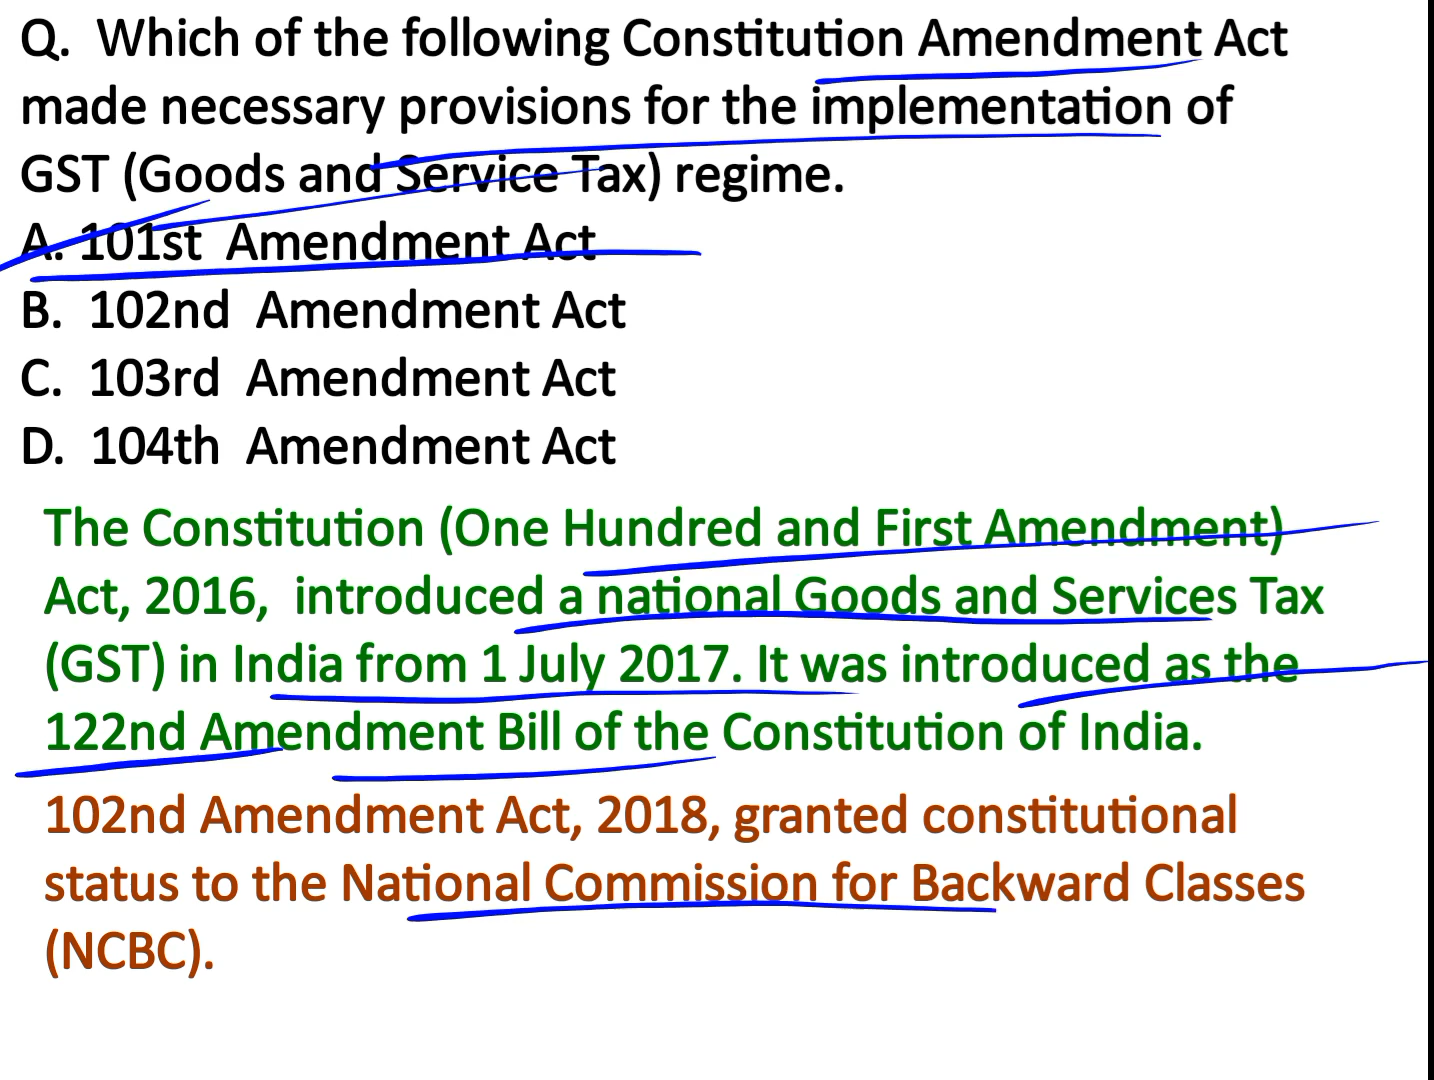 Q.  Which of the following Constitution Amendment Act
made necessary provisions for the implementation of
GST (Goods and Service Tax) regime.
A. 101st  Amendment Act
B.  102nd  Amendment Act
C.  103rd  Amendment Act
D.  104th  Amendment Act
The Constitution (One Hundred and First Amendment)
Act, 2016,  introduced a national Goods and Services Tax
(GST) in India from 1 July 2017. It was introduced as the
122nd Amendment Bill of the Constitution of India.
102nd Amendment Act, 2018, granted constitutional
status to the National Commission for Backward Classes
(NCBC).